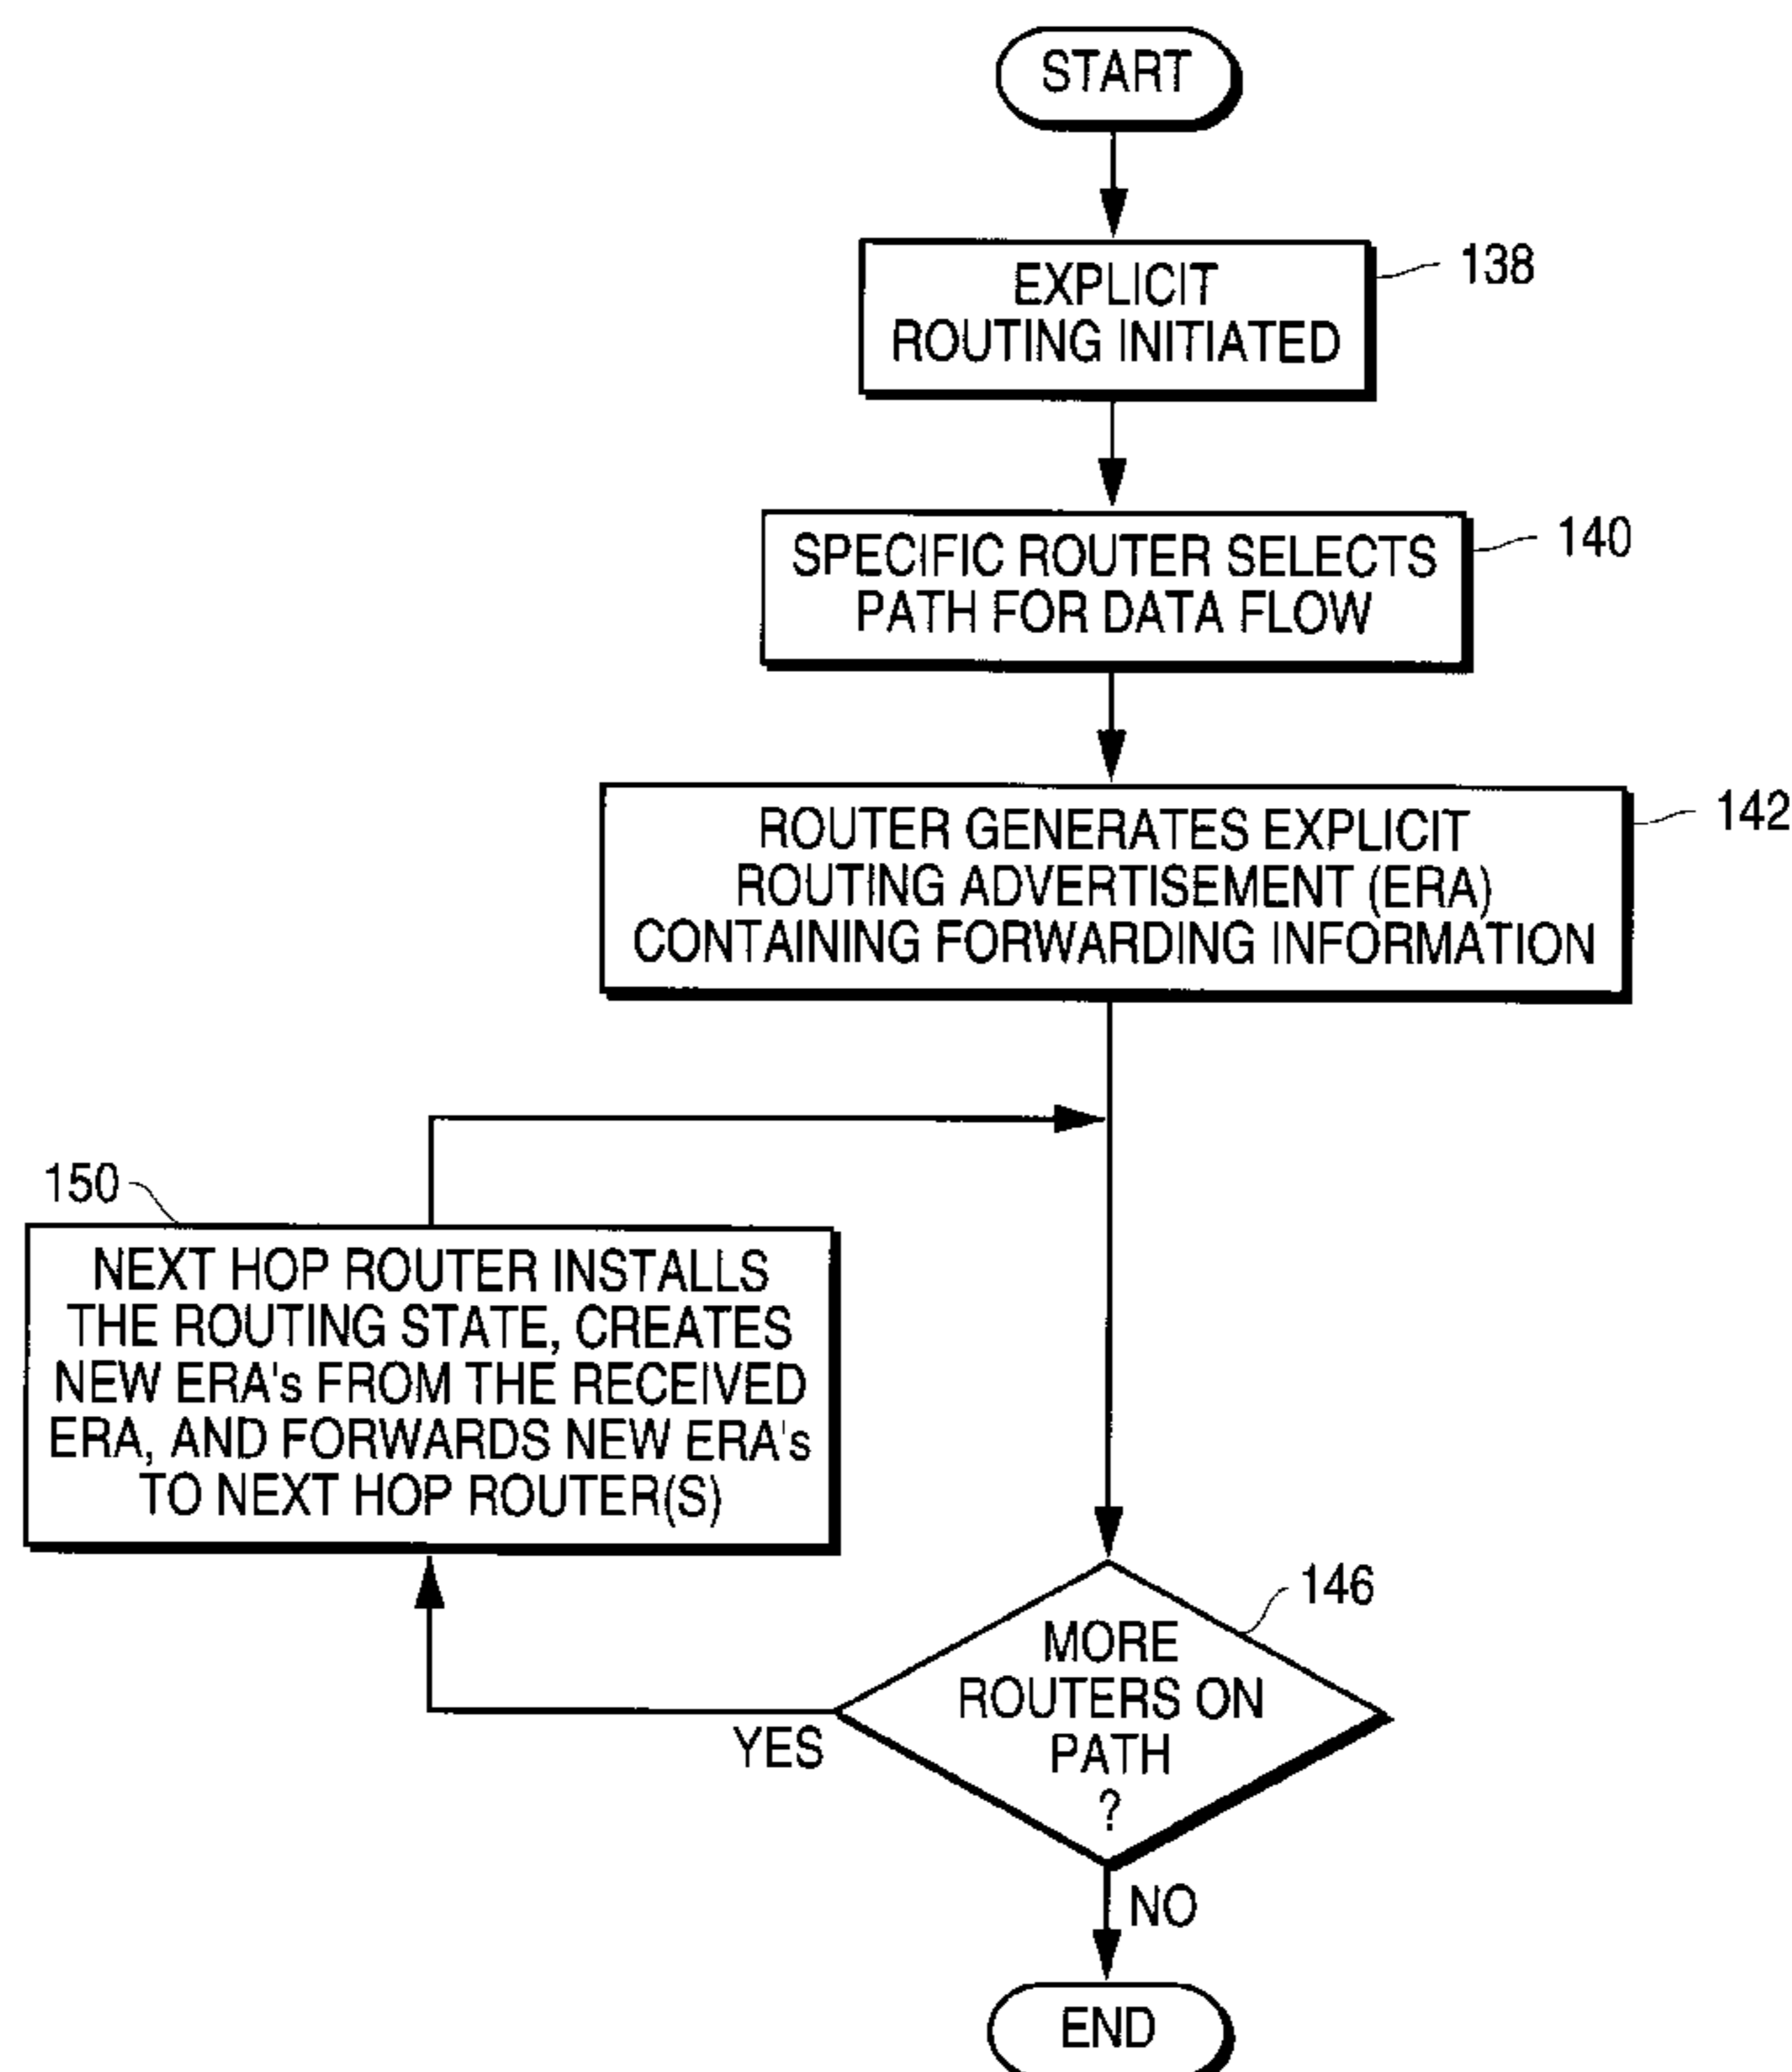 START
EXPLICIT
ROUTING INITIATED
138
SPECIFIC ROUTER SELECTS
PATH FOR DATA FLOW
140
ROUTER GENERATES EXPLICIT
ROUTING ADVERTISEMENT (ERA)
CONTAINING FORWARDING INFORMATION
142
150
NEXT HOP ROUTER INSTALLS
THE ROUTING STATE, CREATES
NEW ERA's FROM THE RECEIVED
ERA, AND FORWARDS NEW ERA's
TO NEXT HOP ROUTER(S)
146
MORE
ROUTERS ON
PATH
?
YES
NO
END